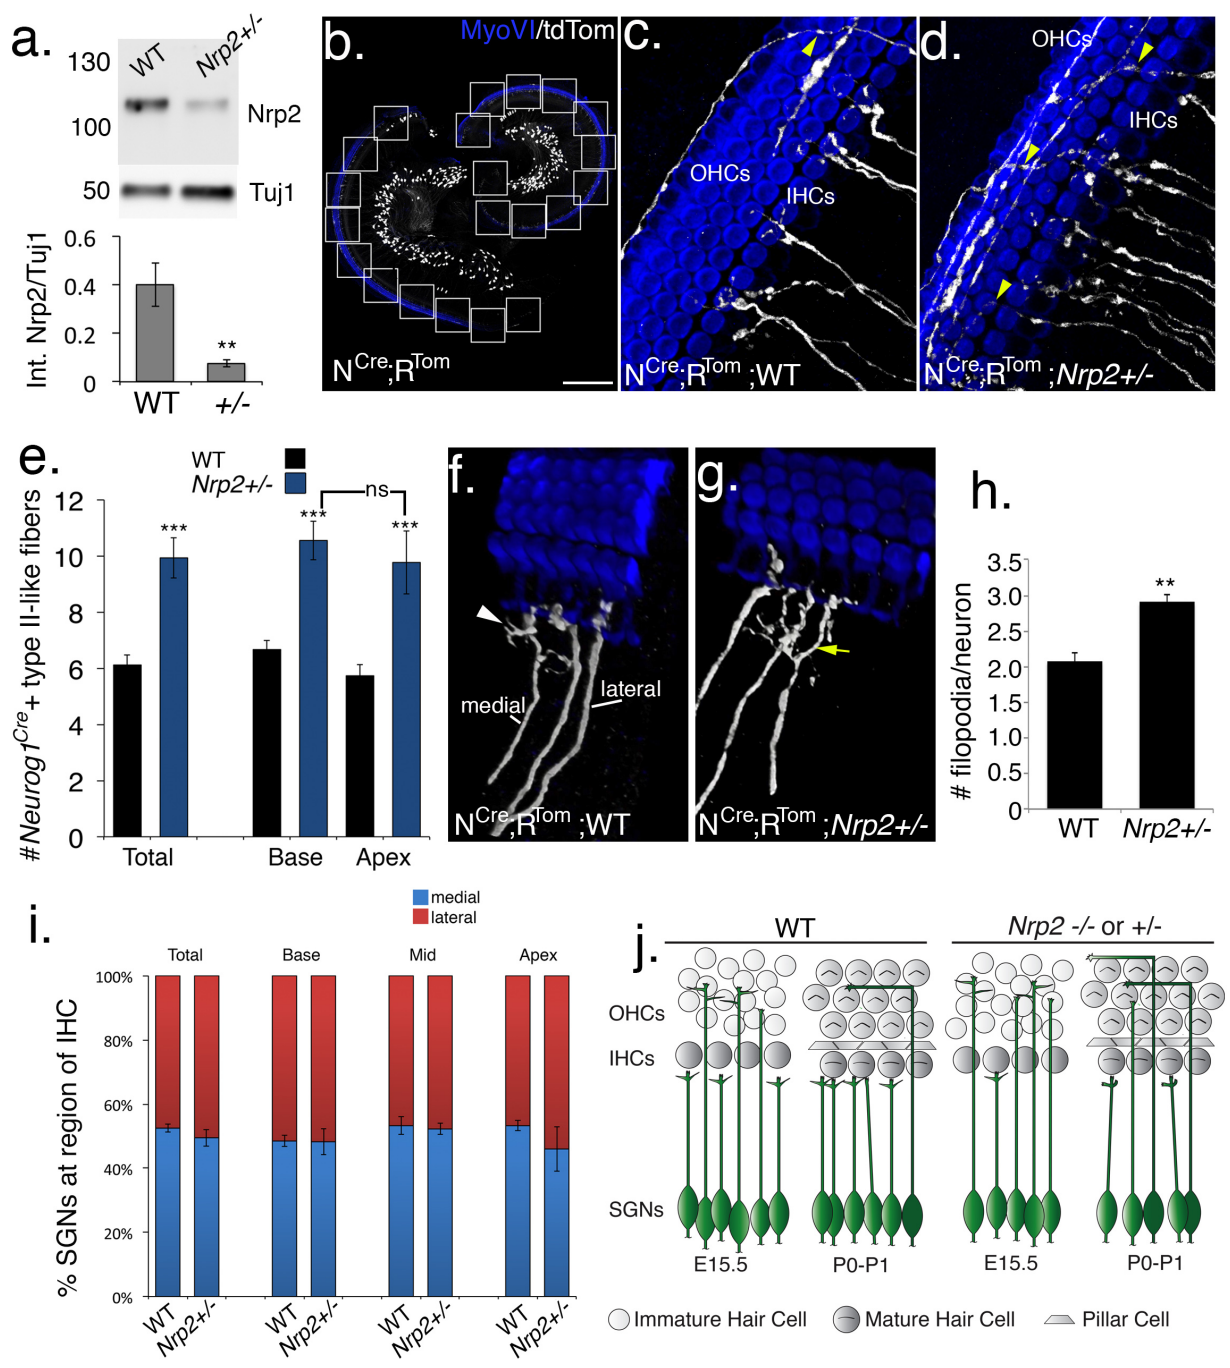 a.
WT
Nrp2+/-
130
100
50
Nrp2
Tuj1
Int. Nrp2/Tuj1
0.6
0.4
0.2
0
**
WT
+/-
b.
MyoVI/tdTom
NCre;RTom
c.
OHCs
IHCs
NCre;RTom ;WT
d.
OHCs
IHCs
NCre;RTom ;Nrp2+/-
e.
WT
Nrp2+/-
#Neurog1Cre+ type II-like fibers
12
10
8
6
4
2
0
***
***
ns
***
Total
Base
Apex
f.
medial
lateral
NCre;RTom ;WT
g.
NCre;RTom ;Nrp2+/-
h.
# filopodia/neuron
3.5
3.0
2.5
2.0
1.5
1.0
0.5
0
**
WT
Nrp2+/-
i.
medial
lateral
% SGNs at region of IHC
Total
Base
Mid
Apex
100%
80%
60%
40%
20%
0%
WT
Nrp2+/-
WT
Nrp2+/-
WT
Nrp2+/-
WT
Nrp2+/-
j.
WT
Nrp2 -/- or +/-
OHCs
IHCs
SGNs
E15.5
P0-P1
E15.5
P0-P1
Immature Hair Cell
Mature Hair Cell
Pillar Cell